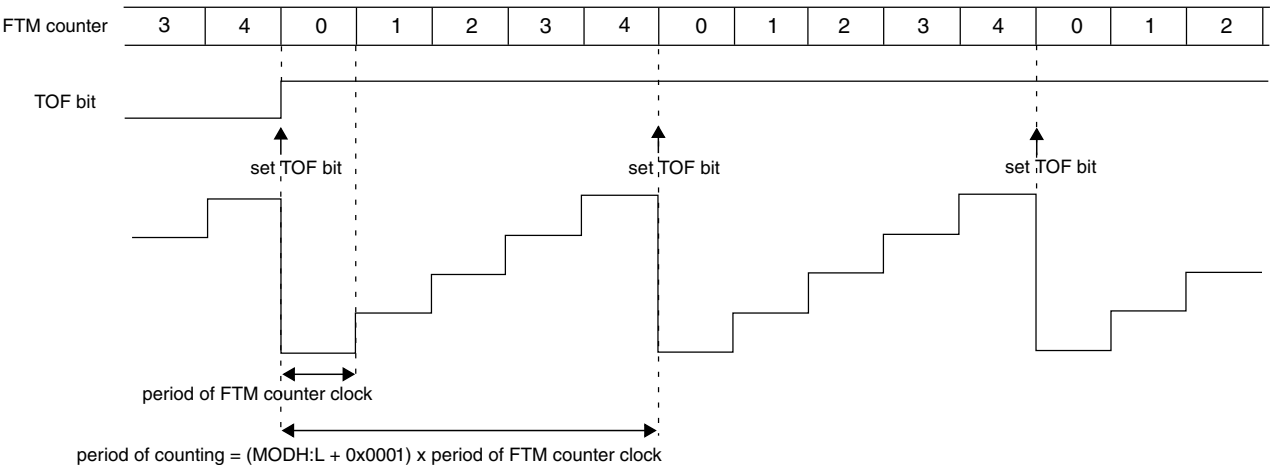 FTM counter 3 4 0 1 2 3 4 0 1 2 3 4 0 1 2
TOF bit
set TOF bit set TOF bit set TOF bit
period of FTM counter clock
period of counting = (MODH:L + 0x0001) x period of FTM counter clock